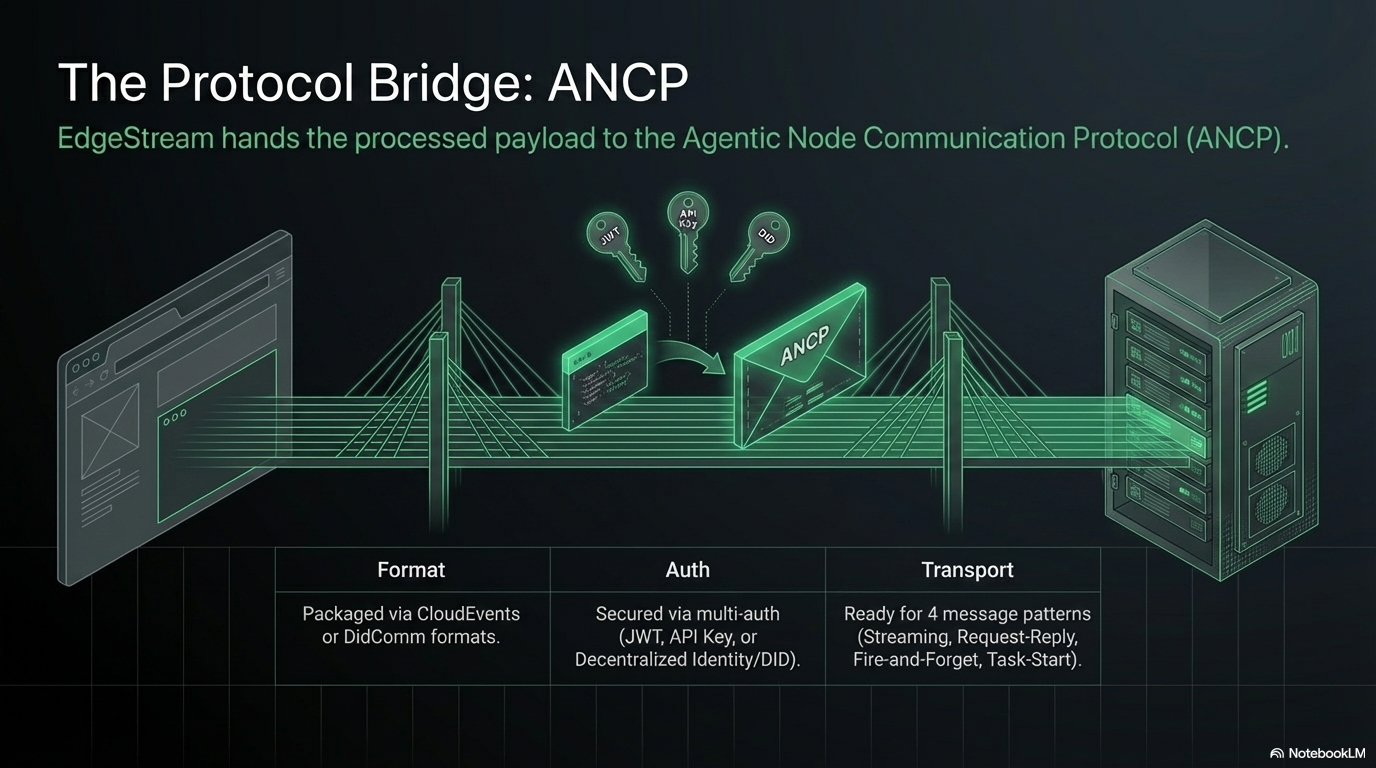 The Protocol Bridge: ANCP
EdgeStream hands the processed payload to the Agentic Node Communication Protocol (ANCP).
JWT
API
KEY
DID
ANCP
Format
Packaged via CloudEvents
or DidComm formats.
Auth
Secured via multi-auth
(JWT, API Key, or
Decentralized Identity/DID).
Transport
Ready for 4 message patterns
(Streaming, Request-Reply,
Fire-and-Forget, Task-Start).
NotebookLM